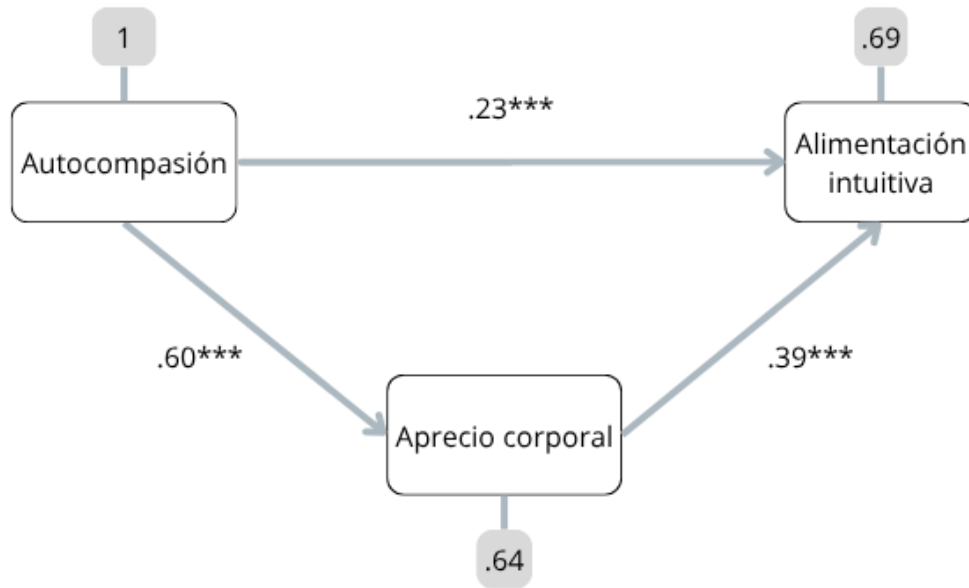 1
.69
.23***
Autocompasión
Alimentación
intuitiva
.60***
.39***
Aprecio corporal
.64